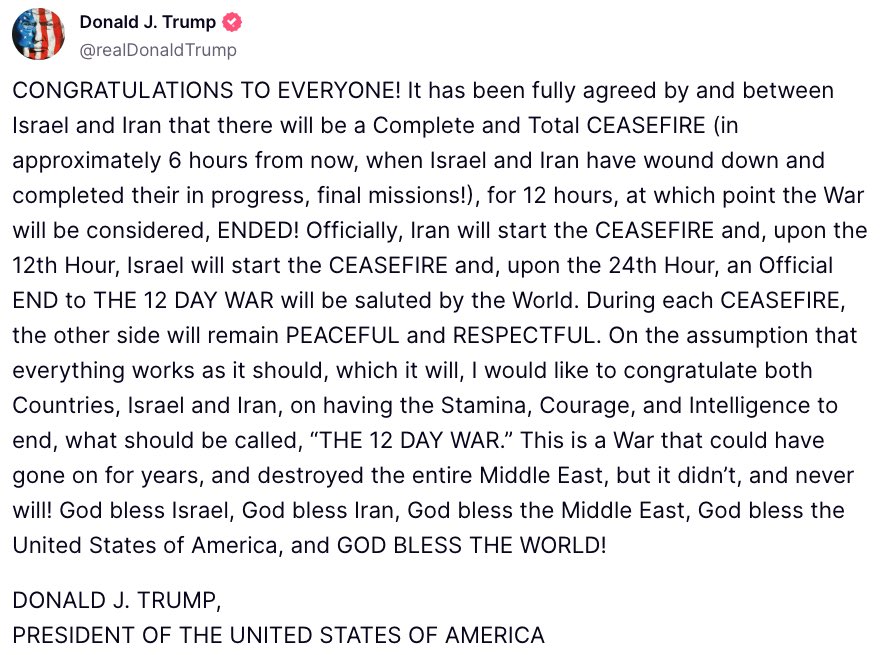 Donald J. Trump
@realDonaldTrump
CONGRATULATIONS TO EVERYONE! It has been fully agreed by and between
Israel and Iran that there will be a Complete and Total CEASEFIRE (in
approximately 6 hours from now, when Israel and Iran have wound down and
completed their in progress, final missions!), for 12 hours, at which point the War
will be considered, ENDED! Officially, Iran will start the CEASEFIRE and, upon the
12th Hour, Israel will start the CEASEFIRE and, upon the 24th Hour, an Official
END to THE 12 DAY WAR will be saluted by the World. During each CEASEFIRE,
the other side will remain PEACEFUL and RESPECTFUL. On the assumption that
everything works as it should, which it will, I would like to congratulate both
Countries, Israel and Iran, on having the Stamina, Courage, and Intelligence to
end, what should be called, “THE 12 DAY WAR.” This is a War that could have
gone on for years, and destroyed the entire Middle East, but it didn’t, and never
will! God bless Israel, God bless Iran, God bless the Middle East, God bless the
United States of America, and GOD BLESS THE WORLD!
DONALD J. TRUMP,
PRESIDENT OF THE UNITED STATES OF AMERICA